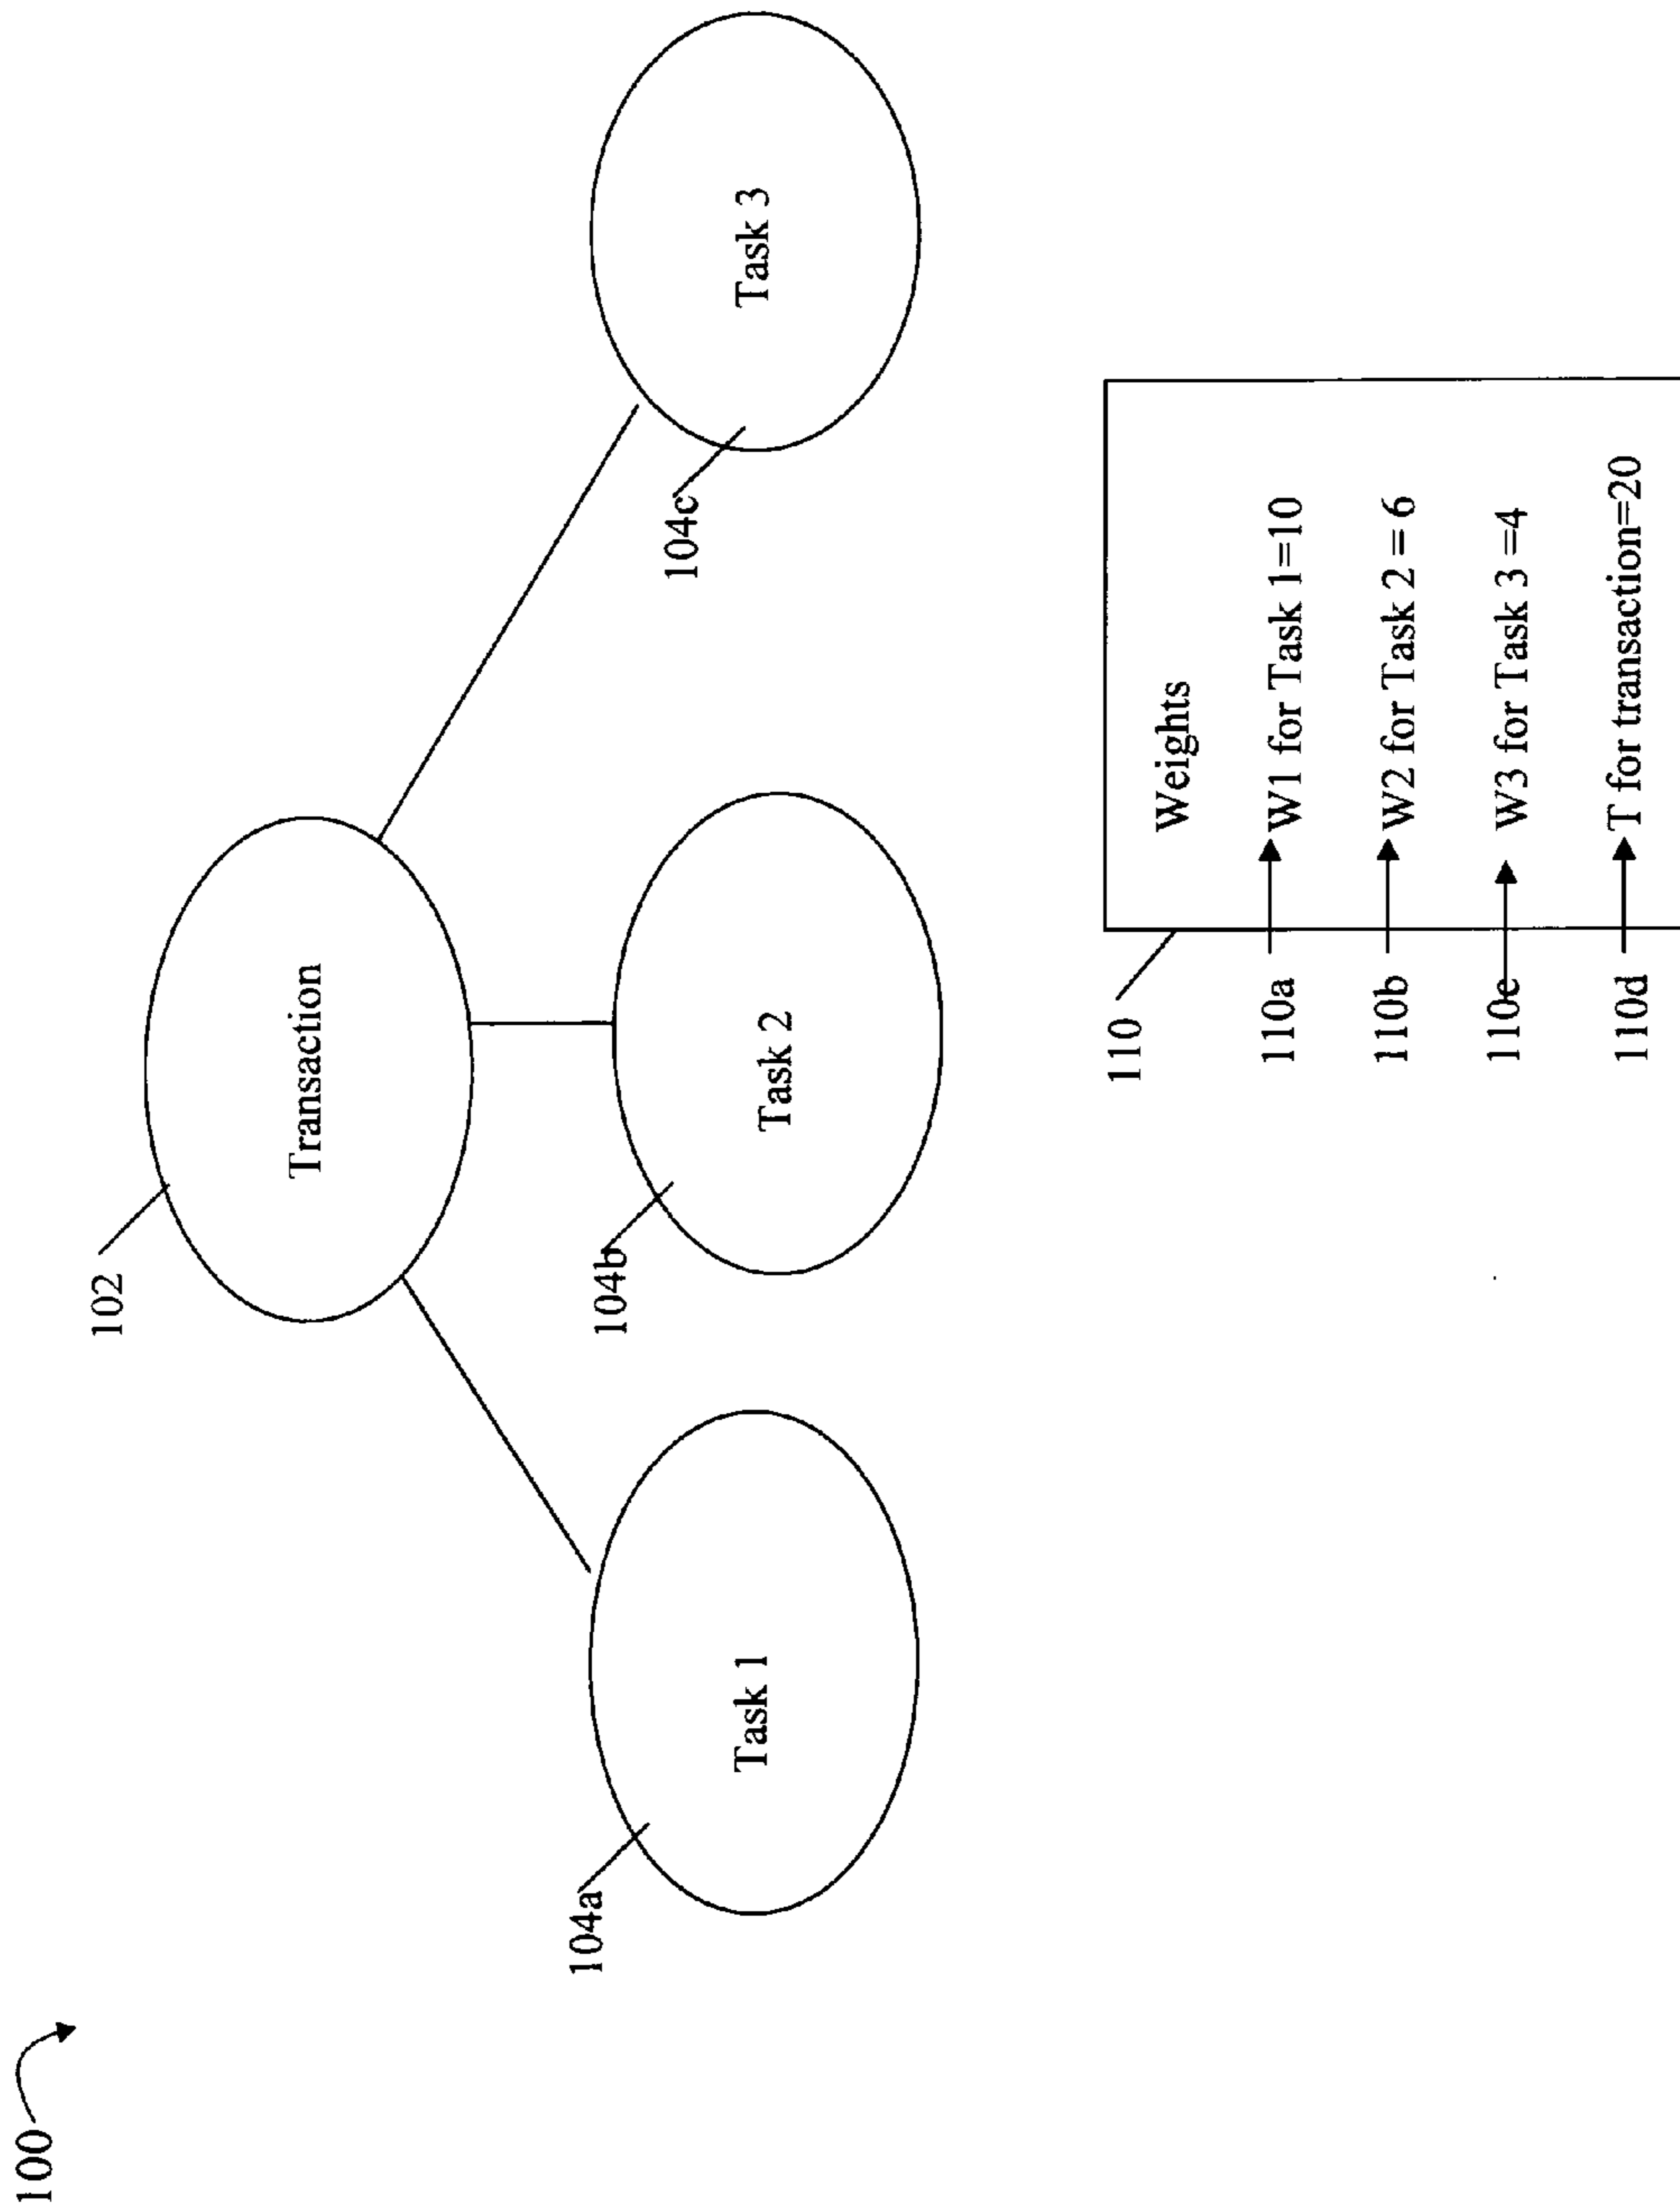 100
102
Transaction
104a
104b
104c
Task 1
Task 2
Task 3
110
Weights
110a
W1 for Task 1=10
110b
W2 for Task 2 = 6
110c
W3 for Task 3 =4
110d
T for transaction=20